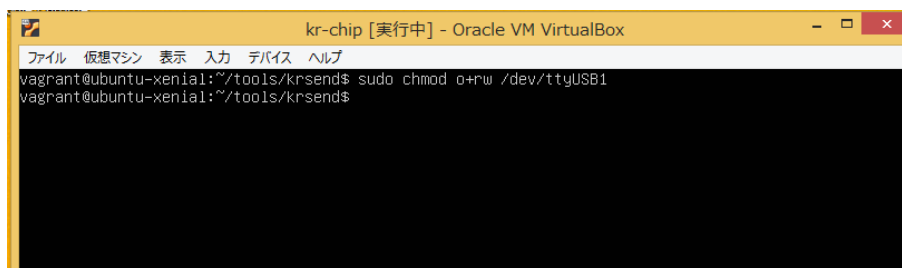 kr-chip [実行中] - Oracle VM VirtualBox
ファイル 仮想マシン 表示 入力 デバイス ヘルプ
vagrant@ubuntu-xenial:~/tools/krsend$ sudo chmod o+rw /dev/ttyUSB1
vagrant@ubuntu-xenial:~/tools/krsend$